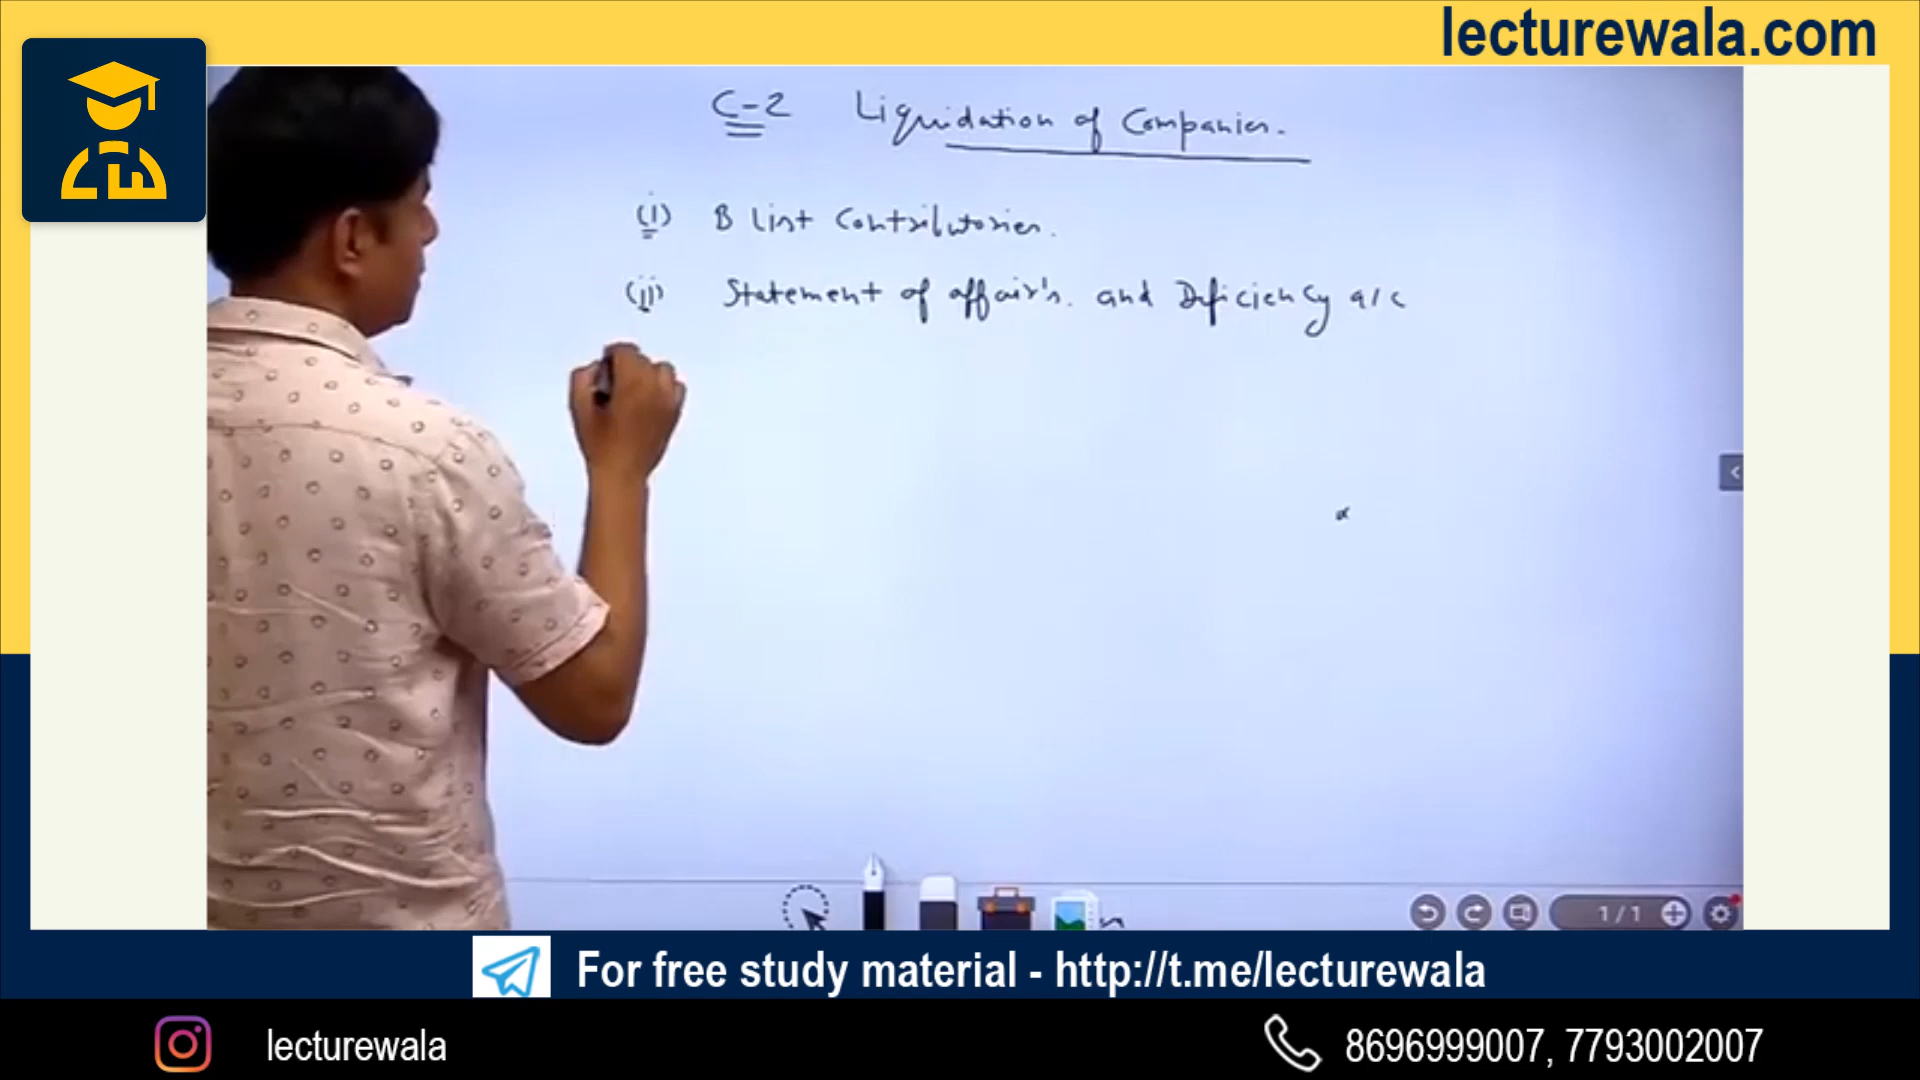 lecturewala.com
C-2 Liquidation of Companies.
(i) B List Contributories.
(ii) Statement of affair's. and Deficiency a/c
1/1
For free study material - http://t.me/lecturewala
lecturewala
8696999007, 7793002007